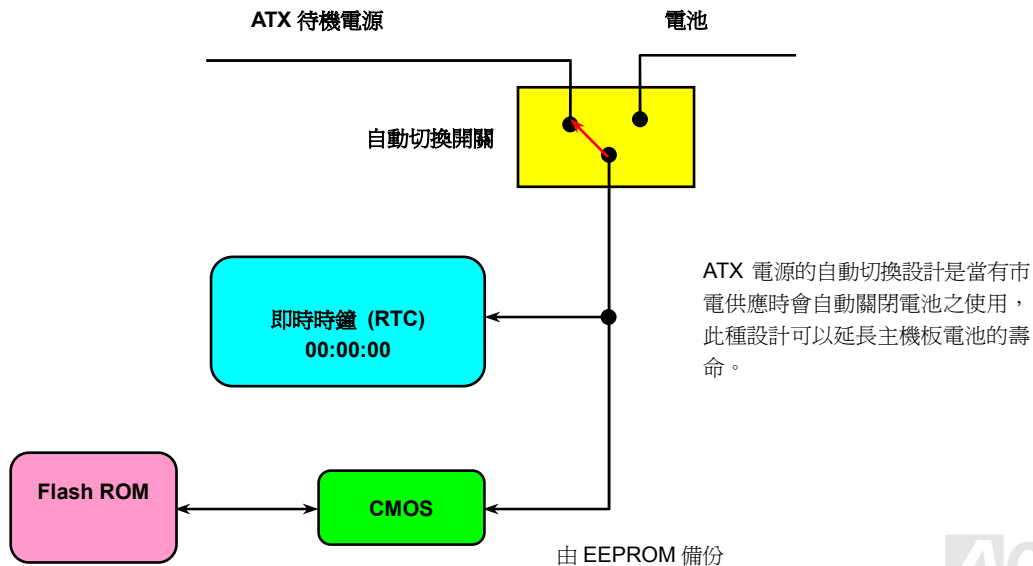 ATX 待機電源
電池
自動切換開關
ATX 電源的自動切換設計是當有市
電供應時會自動關閉電池之使用，
此種設計可以延長主機板電池的壽
命。
即時時鐘 (RTC)
00:00:00
Flash ROM
CMOS
由 EEPROM 備份